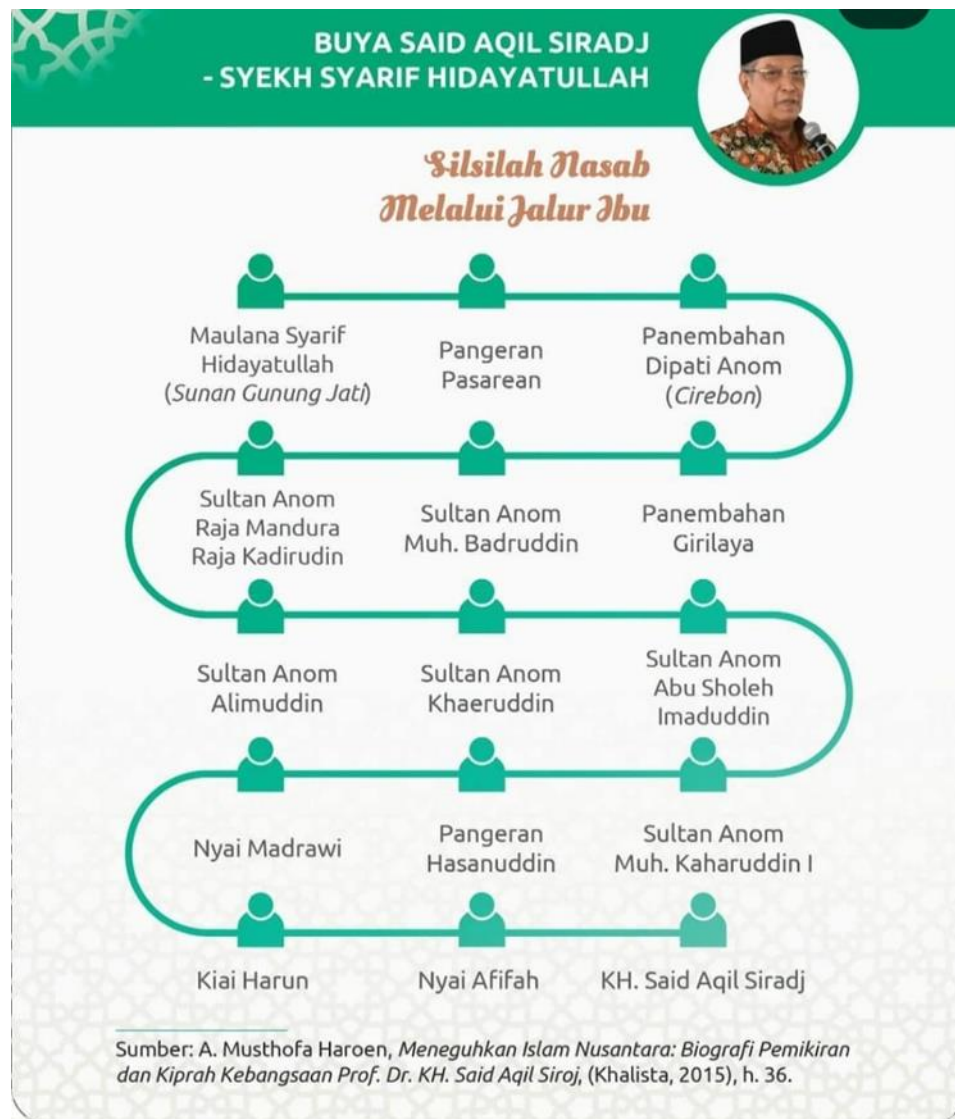 BUYA SAID AQIL SIRADJ
- SYEKH SYARIF HIDAYATULLAH
Silsilah Nasab
Melalui Jalur Ibu
Maulana Syarif
Hidayatullah
(Sunan Gunung Jati)
Pangeran
Pasarean
Panembahan
Dipati Anom
(Cirebon)
Sultan Anom
Raja Mandura
Raja Kadirudin
Sultan Anom
Muh. Badruddin
Panembahan
Girilaya
Sultan Anom
Alimuddin
Sultan Anom
Khaeruddin
Sultan Anom
Abu Sholeh
Imaduddin
Nyai Madrawi
Pangeran
Hasanuddin
Sultan Anom
Muh. Kaharuddin I
Kiai Harun
Nyai Afifah
KH. Said Aqil Siradj
Sumber: A. Musthofa Haroen, Meneguhkan Islam Nusantara: Biografi Pemikiran
dan Kiprah Kebangsaan Prof. Dr. KH. Said Aqil Siroj, (Khalista, 2015), h. 36.